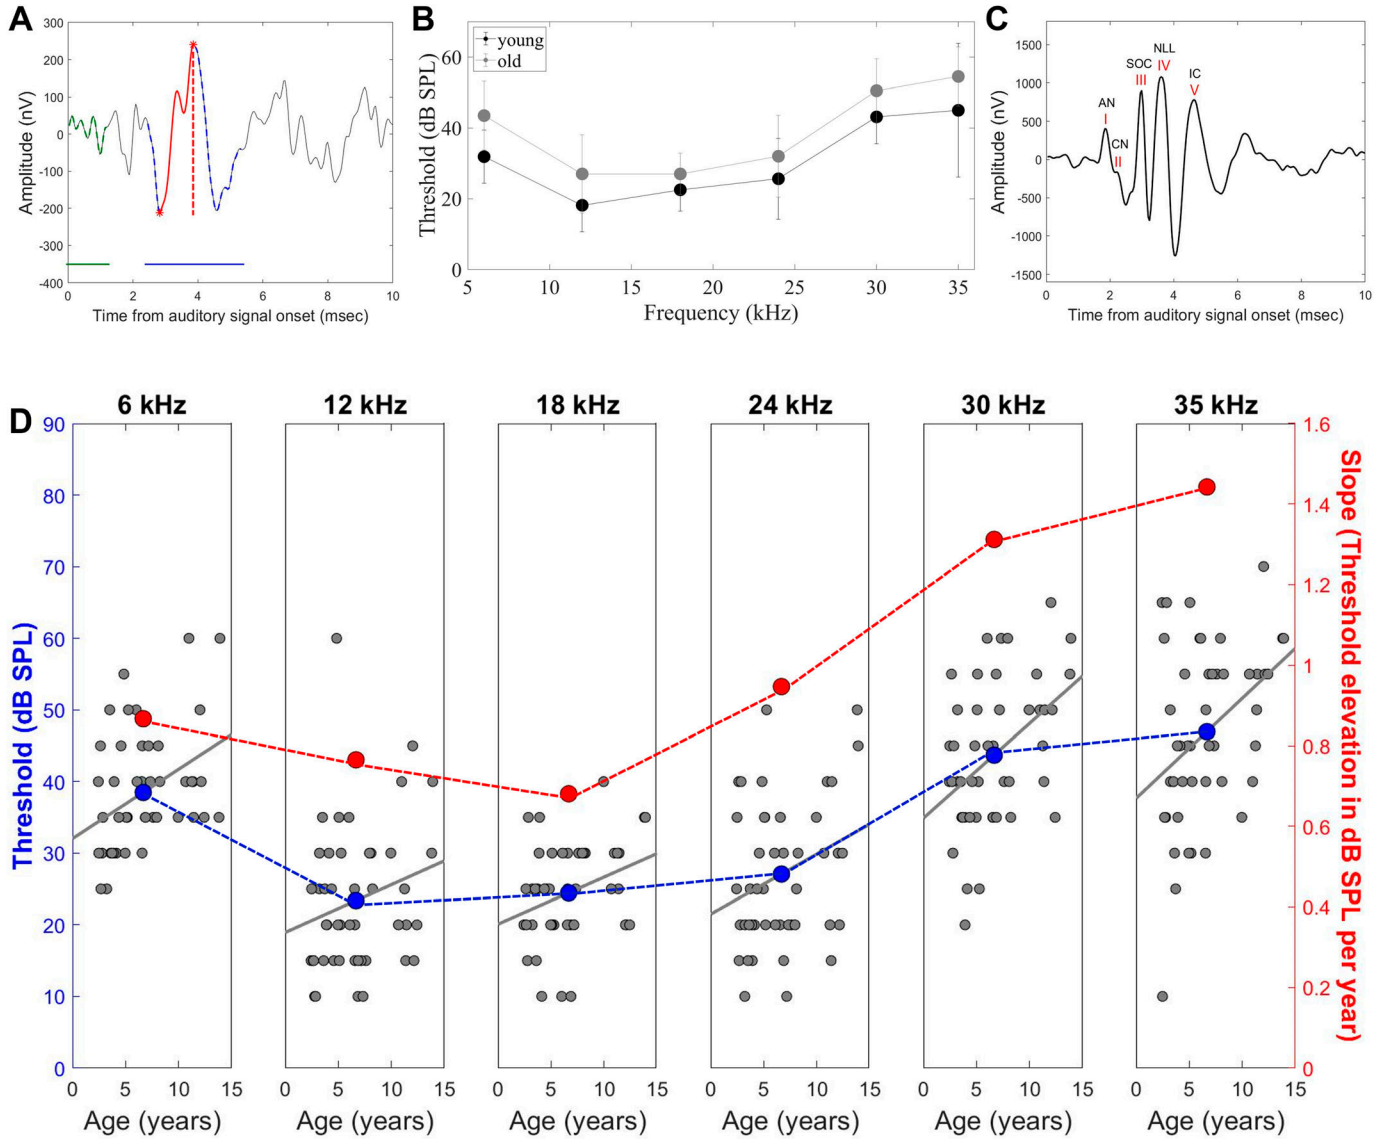 A
300
200
100
0
-100
-200
-300
-400
0
2
4
6
8
10
Amplitude (nV)
Time from auditory signal onset (msec)
B
young
old
60
40
20
0
5
10
15
20
25
30
35
Threshold (dB SPL)
Frequency (kHz)
C
1500
1000
500
0
-500
-1000
-1500
0
2
4
6
8
10
Amplitude (nV)
Time from auditory signal onset (msec)
AN
I
CN
II
SOC
III
NLL
IV
IC
V
D
6 kHz
12 kHz
18 kHz
24 kHz
30 kHz
35 kHz
90
80
70
60
50
40
30
20
10
0
Threshold (dB SPL)
1.6
1.4
1.2
1
0.8
0.6
0.4
0.2
0
Slope (Threshold elevation in dB SPL per year)
0 5 10 15
0 5 10 15
0 5 10 15
0 5 10 15
0 5 10 15
0 5 10 15
Age (years)
Age (years)
Age (years)
Age (years)
Age (years)
Age (years)